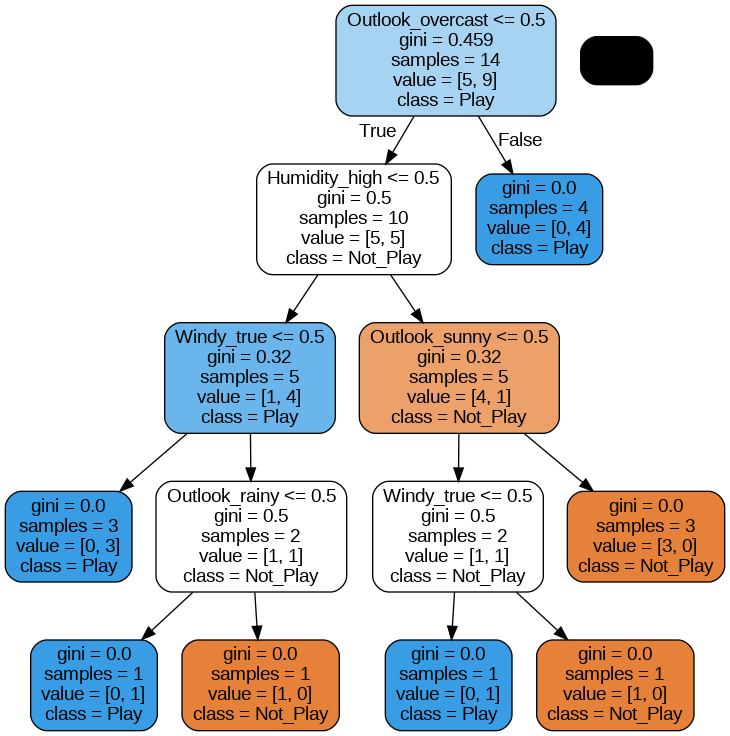 Outlook_overcast <= 0.5
gini = 0.459
samples = 14
value = [5, 9]
class = Play
True
False
Humidity_high <= 0.5
gini = 0.5
samples = 10
value = [5, 5]
class = Not_Play
gini = 0.0
samples = 4
value = [0, 4]
class = Play
Windy_true <= 0.5
gini = 0.32
samples = 5
value = [1, 4]
class = Play
Outlook_sunny <= 0.5
gini = 0.32
samples = 5
value = [4, 1]
class = Not_Play
gini = 0.0
samples = 3
value = [0, 3]
class = Play
Outlook_rainy <= 0.5
gini = 0.5
samples = 2
value = [1, 1]
class = Not_Play
Windy_true <= 0.5
gini = 0.5
samples = 2
value = [1, 1]
class = Not_Play
gini = 0.0
samples = 3
value = [3, 0]
class = Not_Play
gini = 0.0
samples = 1
value = [0, 1]
class = Play
gini = 0.0
samples = 1
value = [1, 0]
class = Not_Play
gini = 0.0
samples = 1
value = [0, 1]
class = Play
gini = 0.0
samples = 1
value = [1, 0]
class = Not_Play